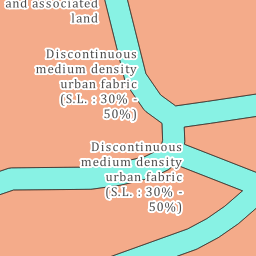 and associated
land
Discontinuous
medium density
urban fabric
(S.L. : 30% -
50%)
Discontinuous
medium density
urban fabric
(S.L. : 30% -
50%)